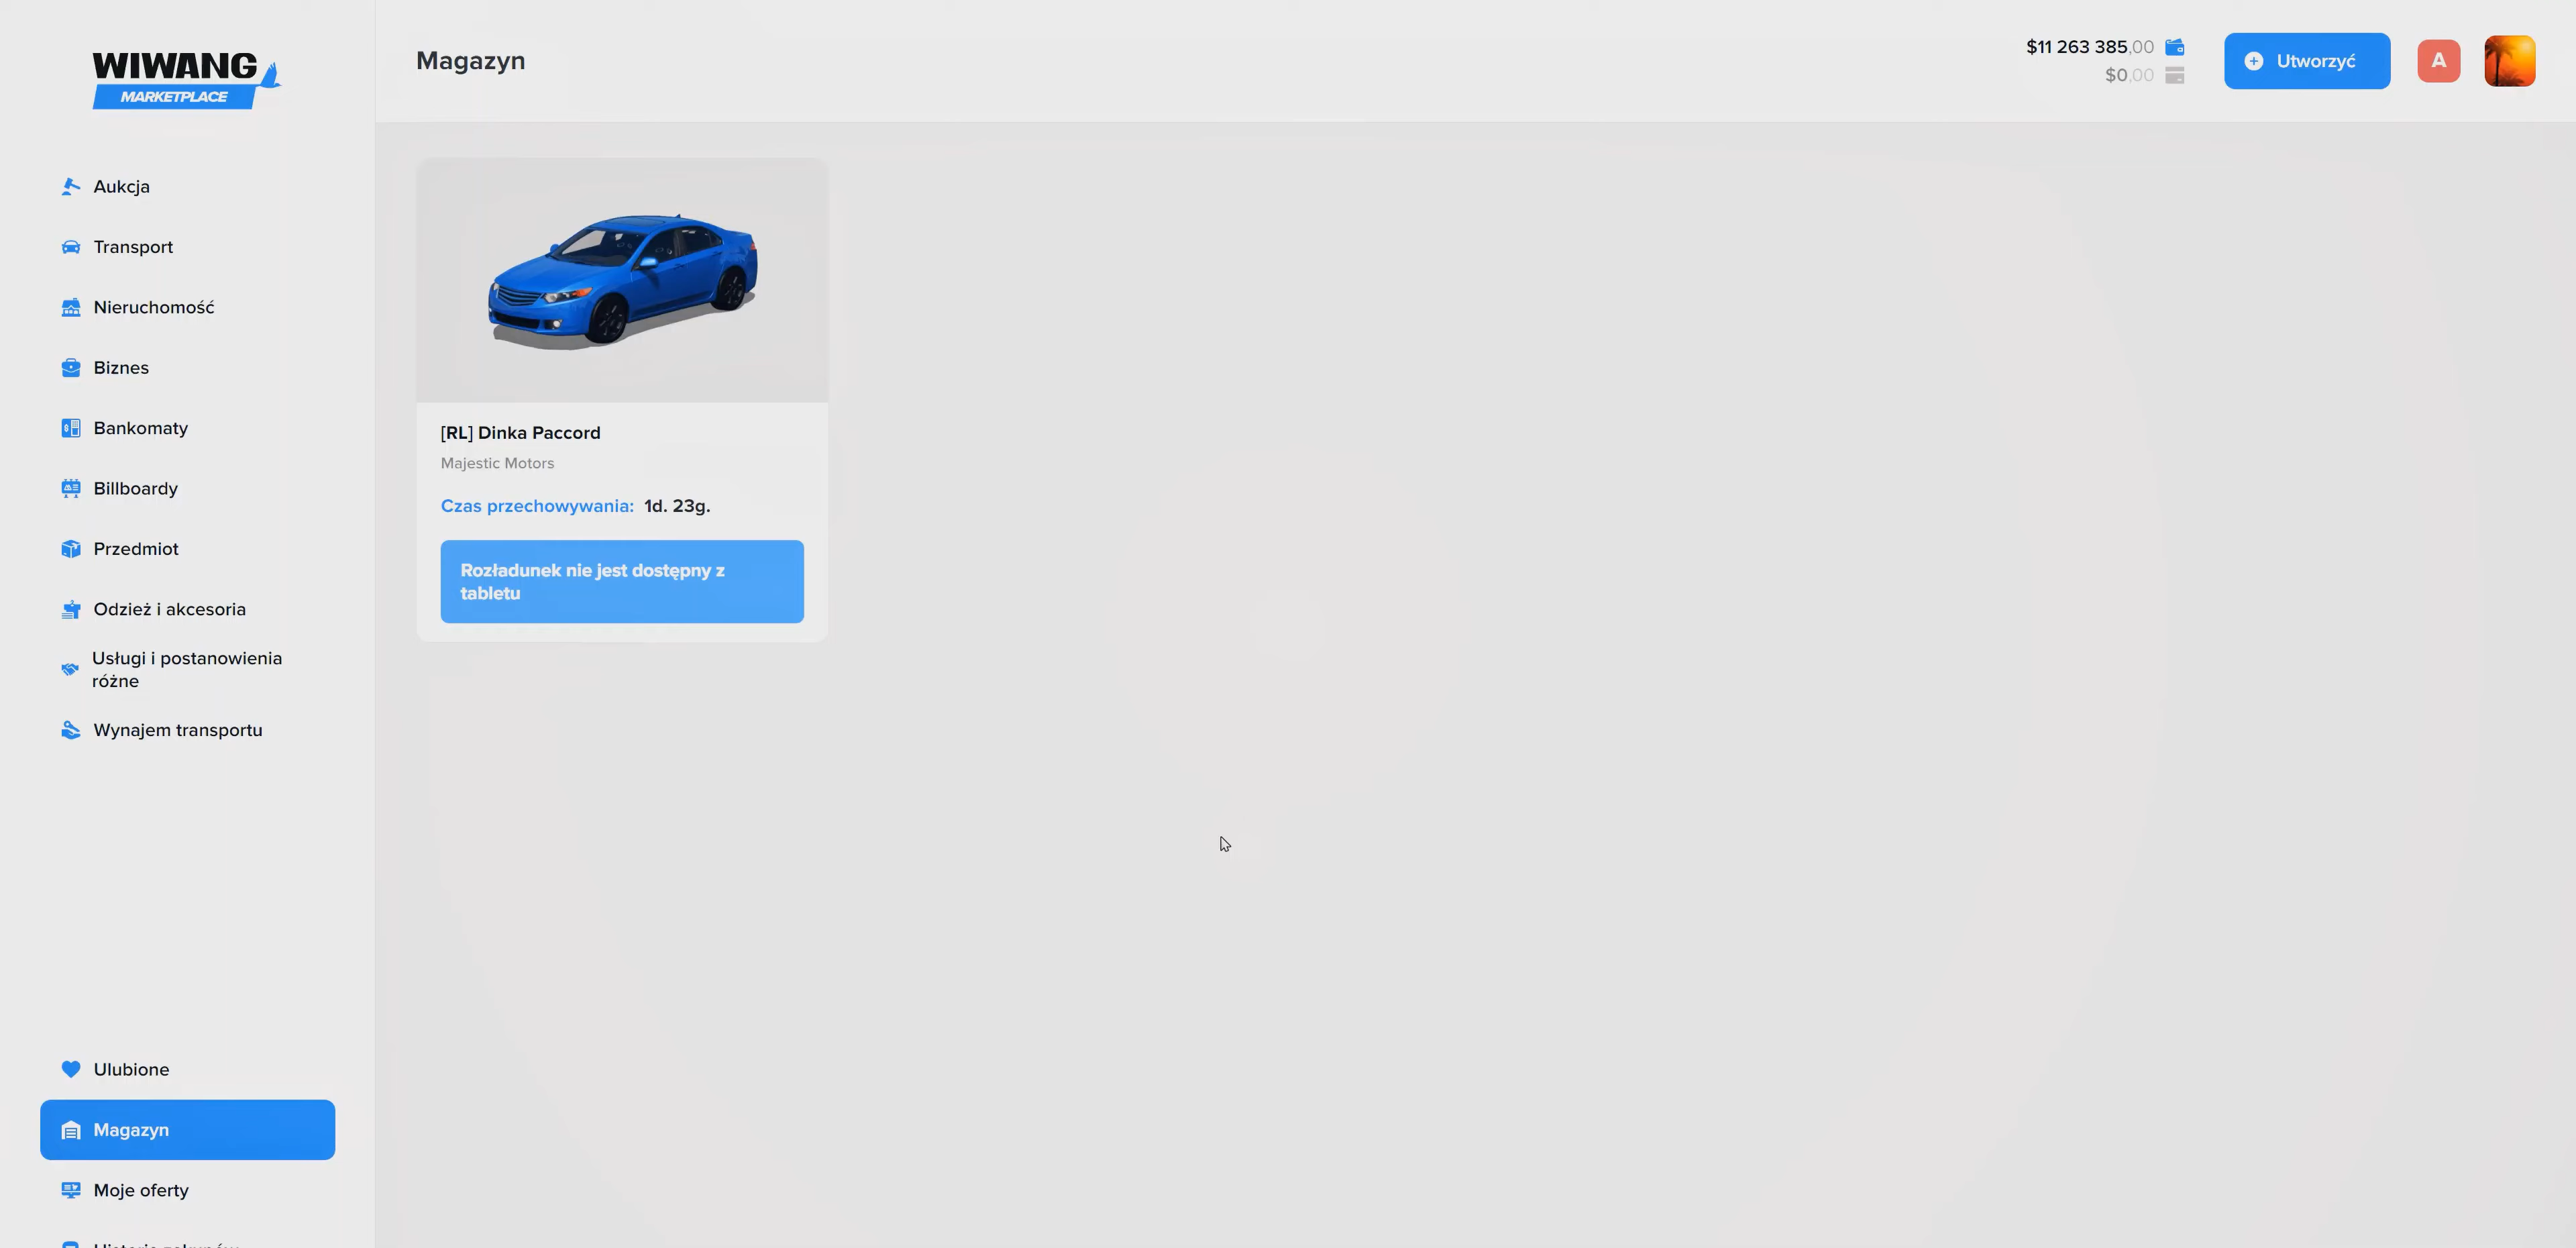 WIWANG
MARKETPLACE
Magazyn
$11 263 385,00
$0,00
Utworzyć
A
Aukcja
Transport
Nieruchomość
Biznes
Bankomaty
Billboardy
Przedmiot
Odzież i akcesoria
Usługi i postanowienia
różne
Wynajem transportu
[RL] Dinka Paccord
Majestic Motors
Czas przechowywania: 1d. 23g.
Rozładunek nie jest dostępny z
tabletu
Ulubione
Magazyn
Moje oferty